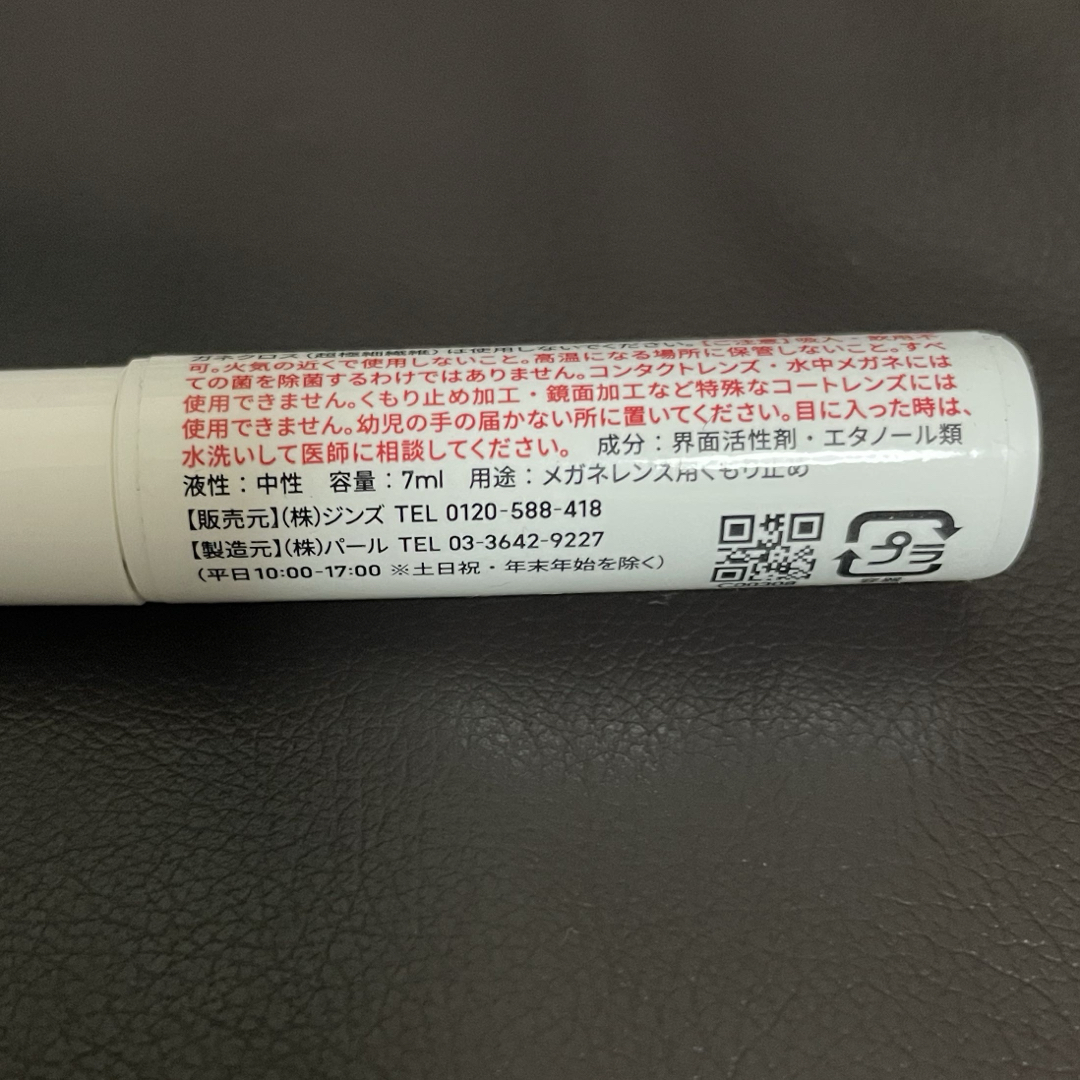 ガネクロス(超極細繊維)は使用しないでください。【ご注意】吸入・飲用不
可。火気の近くで使用しないこと。高温になる場所に保管しないこと。すべ
ての菌を除菌するわけではありません。コンタクトレンズ・水中メガネには
使用できません。くもり止め加工・鏡面加工など特殊なコートレンズには
使用できません。幼児の手の届かない所に置いてください。目に入った時は、
水洗いして医師に相談してください。 成分：界面活性剤・エタノール類
液性：中性 容量：7ml 用途：メガネレンズ用くもり止め
【販売元】(株)ジンズ TEL 0120-588-418
【製造元】(株)パール TEL 03-3642-9227
(平日10:00-17:00 ※土日祝・年末年始を除く)
プラ
容器